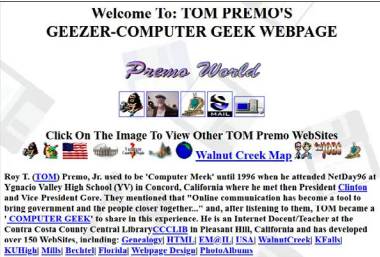 Welcome To: TOM PREMO'S
GEEZER-COMPUTER GEEK WEBPAGE
Premo World
MAIL
Click On The Image To View Other TOM Premo WebSites
Walnut Creek Map
Roy T. (TOM) Premo, Jr. used to be 'Computer Meek' until 1996 when he attended NetDay96 at
Ygnacio Valley High School (YV) in Concord, California where he met then President Clinton
and Vice President Gore. They mentioned that "Online communication has become a tool to
bring government and the people closer together..." and, after listening to them, TOM became a
' COMPUTER GEEK' to share in this experience. He is an Internet Docent/Teacher at the
Contra Costa County Central LibraryCCCLIB in Pleasant Hill, California and has developed
over 150 WebSites, including: Genealogy| HTML| EM@IL| USA| WalnutCreek| KFalls|
KUHigh| Mills| Bechtel| Florida| Webpage Design| PhotoAlbums